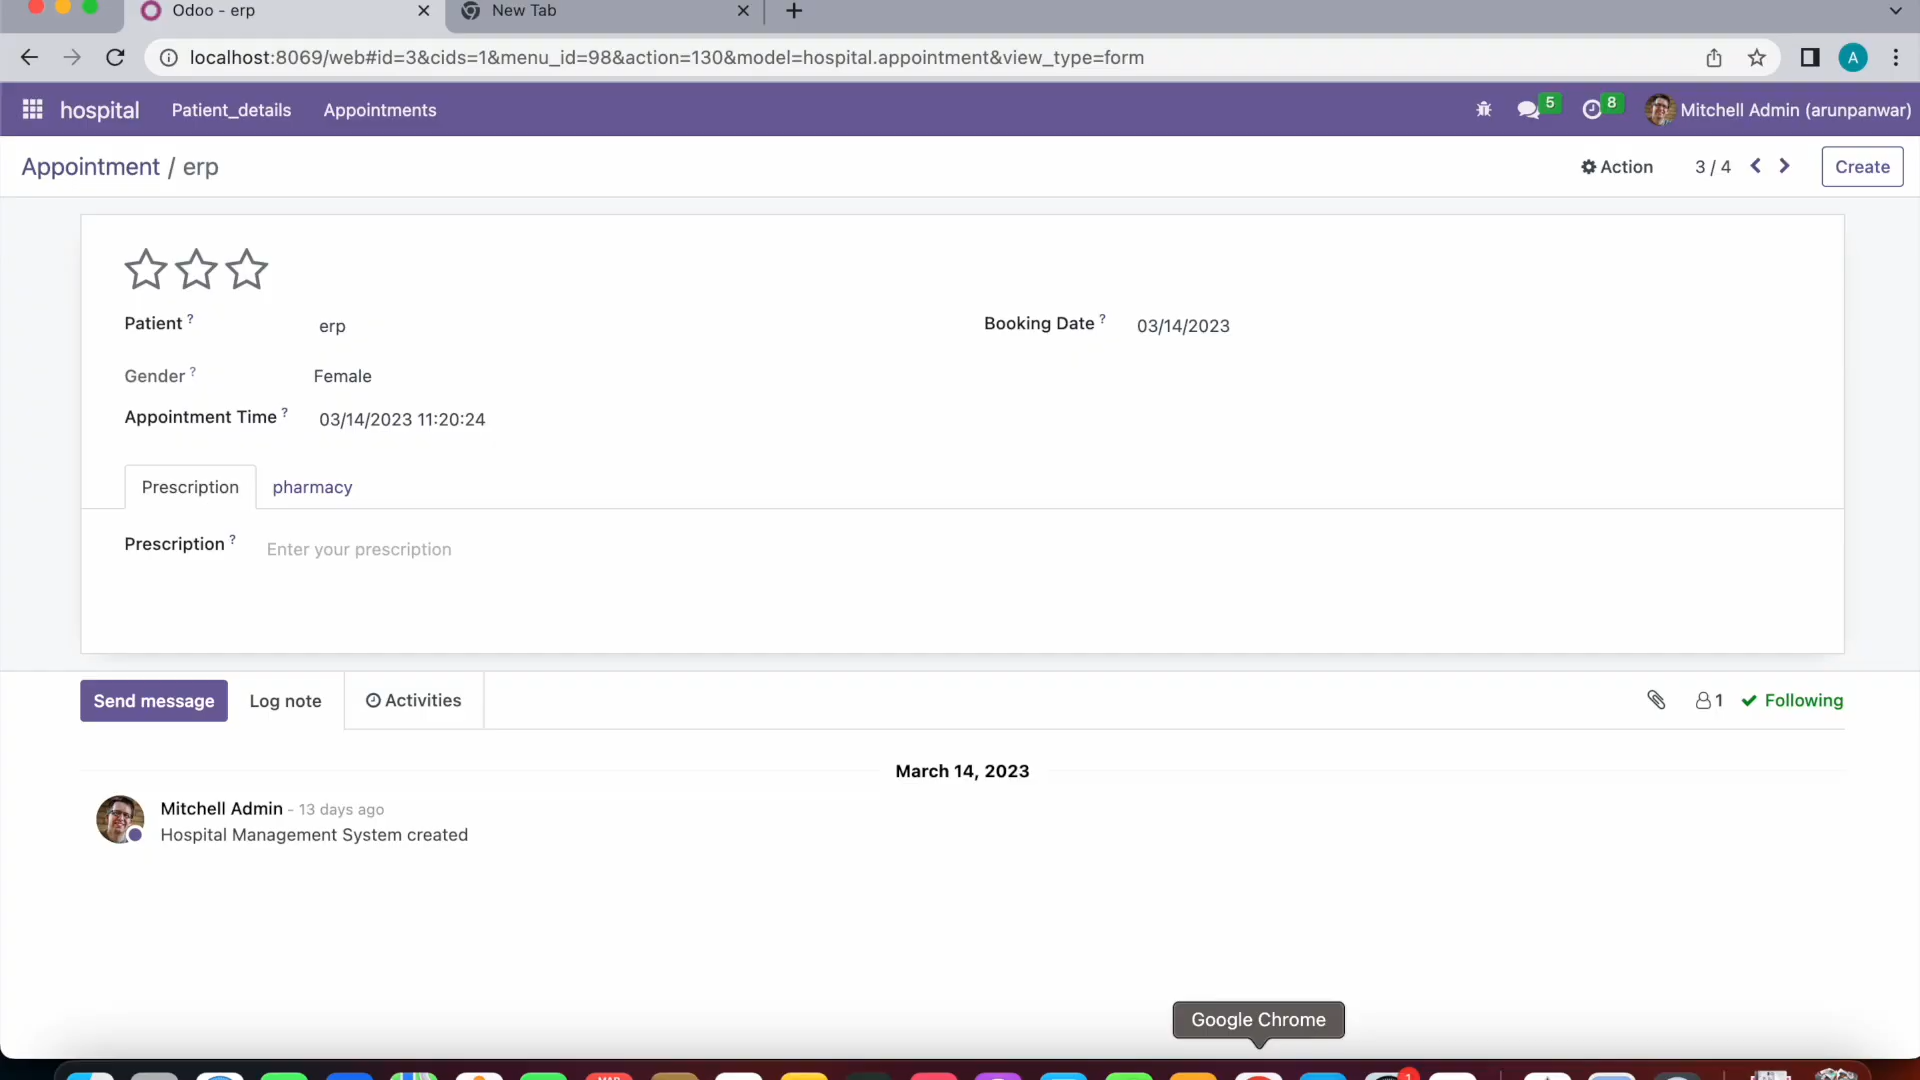 Odoo - erp
New Tab
localhost:8069/web#id=3&cids=1&menu_id=98&action=130&model=hospital.appointment&view_type=form
A
hospital Patient_details Appointments
5
8
Mitchell Admin (arunpanwar)
Appointment / erp
Action
3 / 4
Create
Patient ?
erp
Booking Date ?
03/14/2023
Gender ?
Female
Appointment Time ?
03/14/2023 11:20:24
Prescription
pharmacy
Prescription ?
Enter your prescription
Send message
Log note
Activities
1
Following
March 14, 2023
Mitchell Admin - 13 days ago
Hospital Management System created
Google Chrome
MAR
1